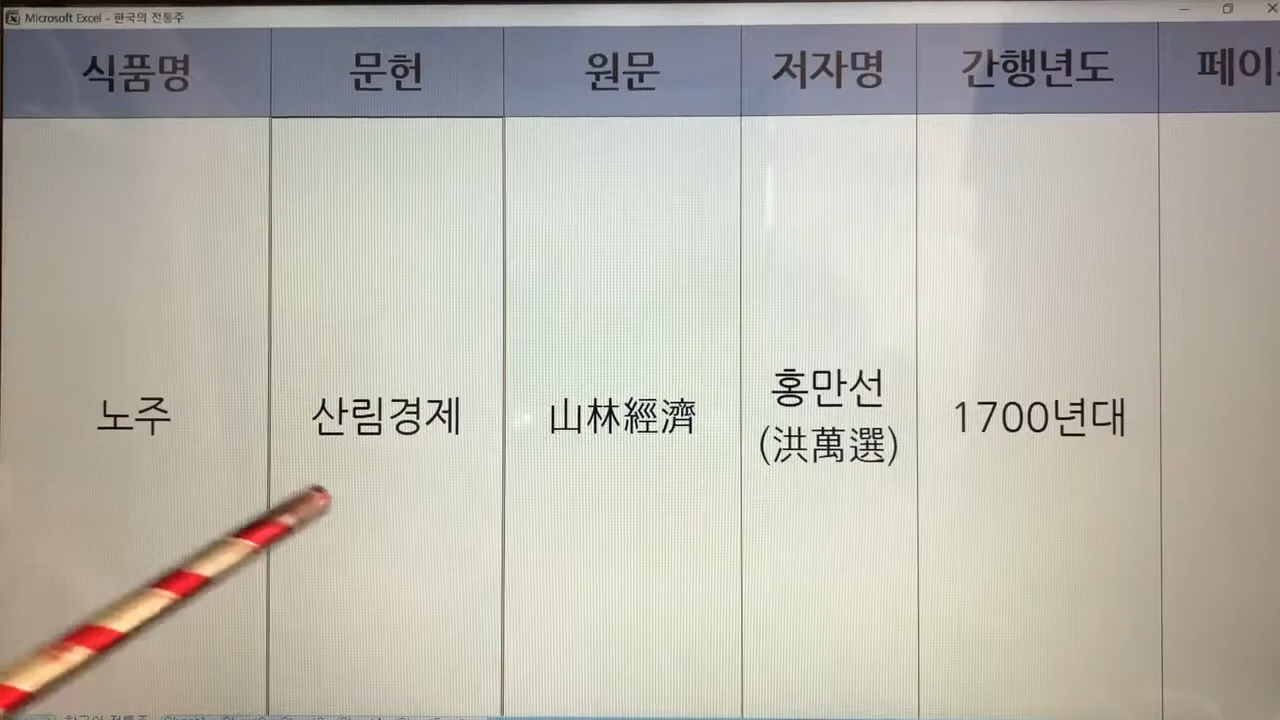 Microsoft Excel - 한국의 전통주
식품명 문헌 원문 저자명 간행년도 페이
노주 산림경제 山林經濟 홍만선 (洪萬選) 1700년대